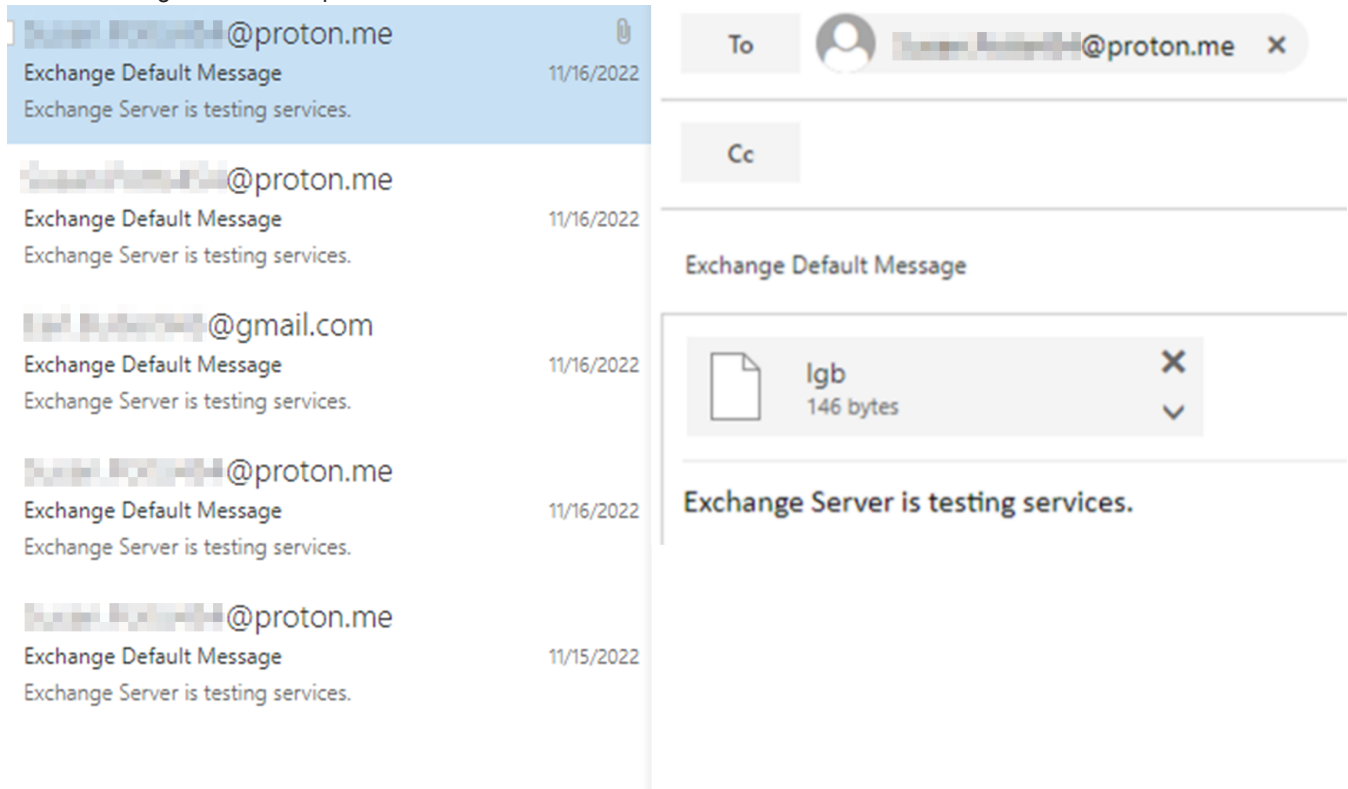 @proton.me
Exchange Default Message 11/16/2022
Exchange Server is testing services.
@proton.me
Exchange Default Message 11/16/2022
Exchange Server is testing services.
@gmail.com
Exchange Default Message 11/16/2022
Exchange Server is testing services.
@proton.me
Exchange Default Message 11/16/2022
Exchange Server is testing services.
@proton.me
Exchange Default Message 11/15/2022
Exchange Server is testing services.
To @proton.me ×
Cc
Exchange Default Message
lgb
146 bytes
Exchange Server is testing services.